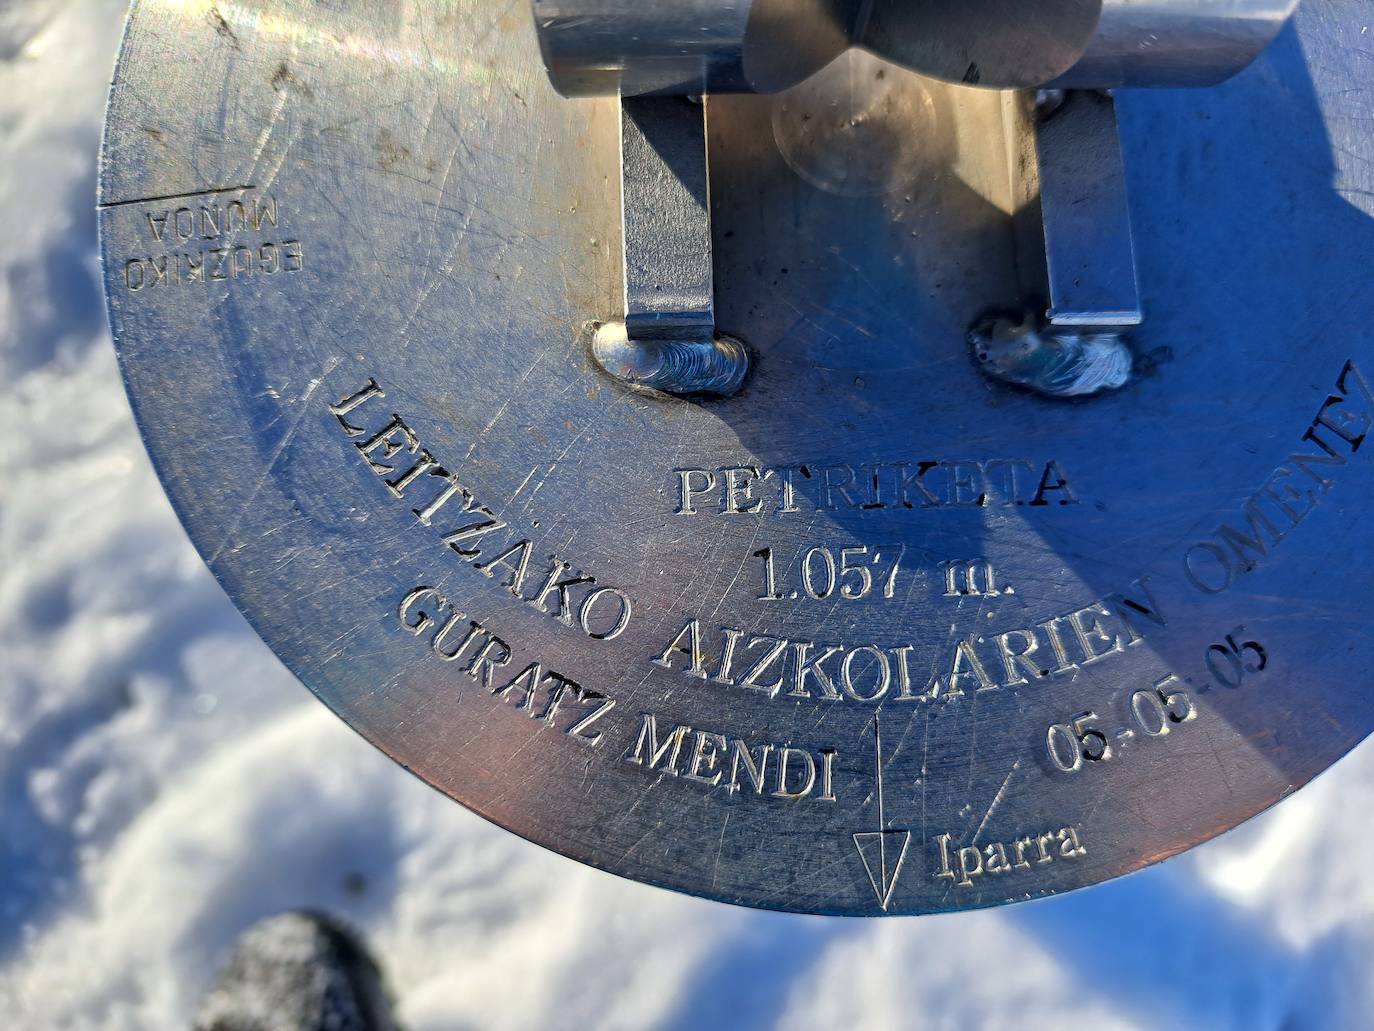 EGUZKIKO
MUÑOA
PETRIKETA
1.057 m.
LEITZAKO AIZKOLARIEN OMENEZ
GURATZ MENDI
05-05-05
Iparra